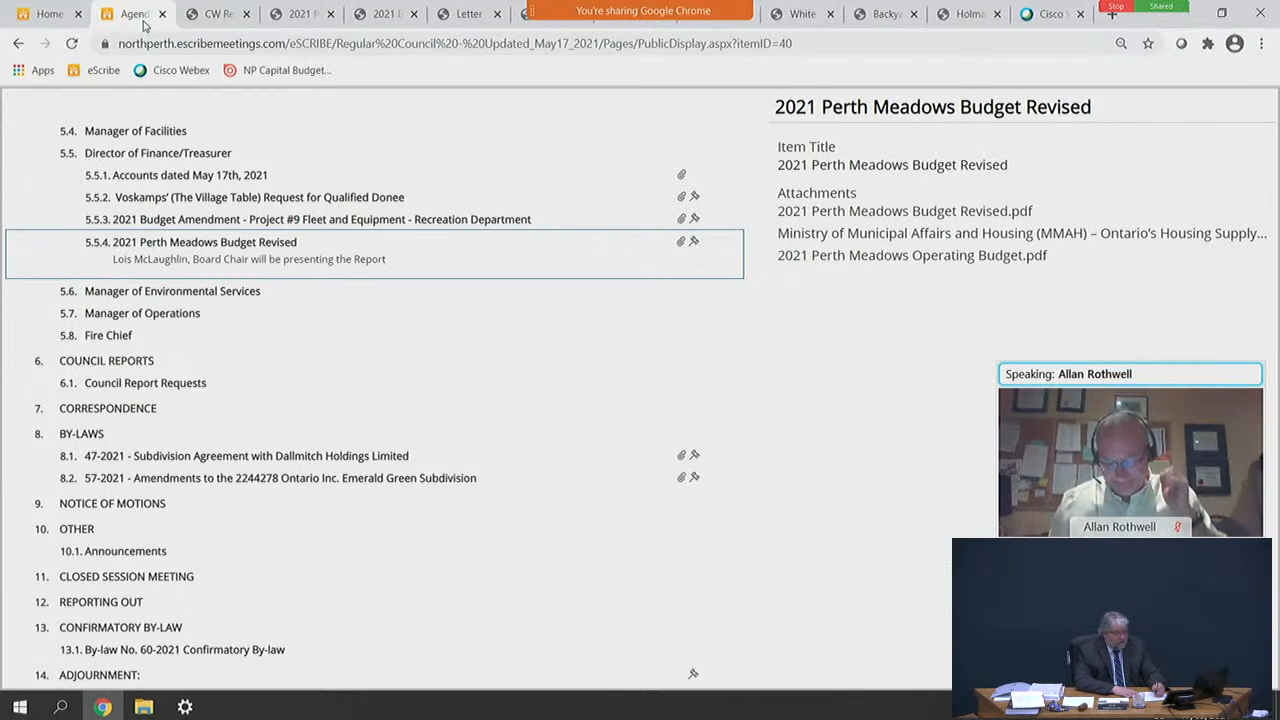 You're sharing Google Chrome
Stop
Shared
Home
Agend
CW Re
2021 P
2021 B
Letter
White
Backya
Holma
Cisco W
northperth.escribemeetings.com/eSCRIBE/Regular%20Council%20-%20Updated_May17_2021/Pages/PublicDisplay.aspx?itemID=40
Apps
eScribe
Cisco Webex
NP Capital Budget...
5.4. Manager of Facilities
5.5. Director of Finance/Treasurer
5.5.1. Accounts dated May 17th, 2021
5.5.2. Voskamps' (The Village Table) Request for Qualified Donee
5.5.3. 2021 Budget Amendment - Project #9 Fleet and Equipment - Recreation Department
5.5.4. 2021 Perth Meadows Budget Revised
Lois McLaughlin, Board Chair will be presenting the Report
5.6. Manager of Environmental Services
5.7. Manager of Operations
5.8. Fire Chief
6. COUNCIL REPORTS
6.1. Council Report Requests
7. CORRESPONDENCE
8. BY-LAWS
8.1. 47-2021 - Subdivision Agreement with Dallmitch Holdings Limited
8.2. 57-2021 - Amendments to the 2244278 Ontario Inc. Emerald Green Subdivision
9. NOTICE OF MOTIONS
10. OTHER
10.1. Announcements
11. CLOSED SESSION MEETING
12. REPORTING OUT
13. CONFIRMATORY BY-LAW
13.1. By-law No. 60-2021 Confirmatory By-law
14. ADJOURNMENT:
2021 Perth Meadows Budget Revised
Item Title
2021 Perth Meadows Budget Revised
Attachments
2021 Perth Meadows Budget Revised.pdf
Ministry of Municipal Affairs and Housing (MMAH) – Ontario's Housing Supply...
2021 Perth Meadows Operating Budget.pdf
Speaking: Allan Rothwell
Allan Rothwell